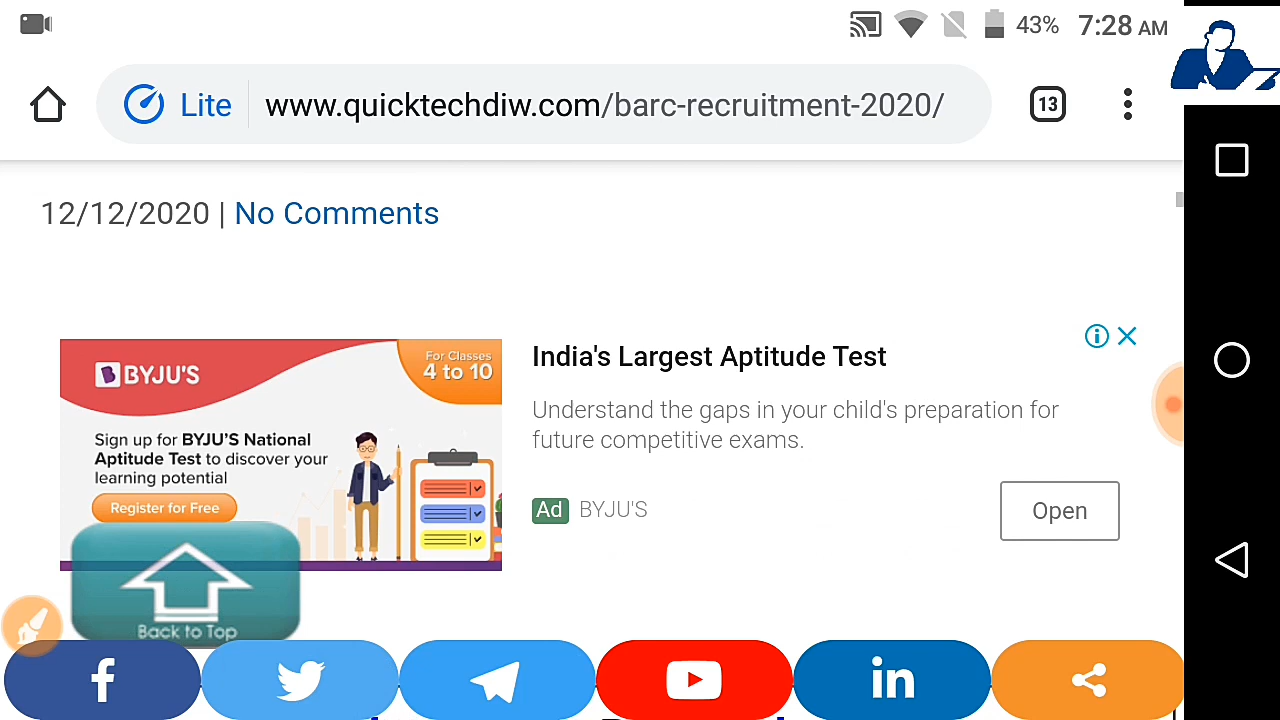 43% 7:28 AM
Lite www.quicktechdiw.com/barc-recruitment-2020/ 13
12/12/2020 | No Comments
BYJU'S
For Classes
4 to 10
Sign up for BYJU'S National
Aptitude Test to discover your
learning potential
Register for Free
India's Largest Aptitude Test
Understand the gaps in your child's preparation for
future competitive exams.
Ad BYJU'S
Open
Back to Top
f
in